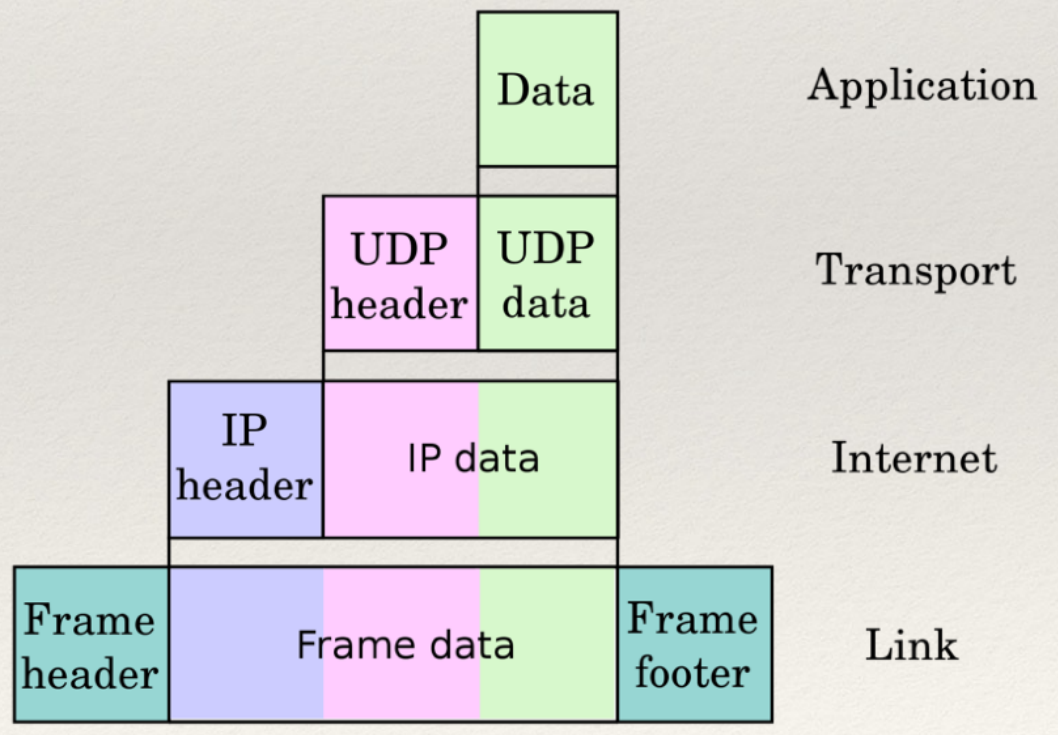 Data
Application
UDP
header
UDP
data
Transport
IP
header
IP data
Internet
Frame
header
Frame data
Frame
footer
Link